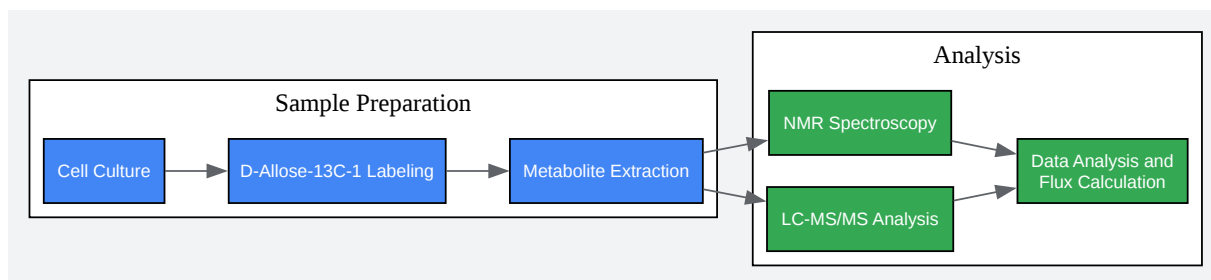 Sample Preparation
Cell Culture
D-Allose-13C-1 Labeling
Metabolite Extraction
Analysis
NMR Spectroscopy
LC-MS/MS Analysis
Data Analysis and
Flux Calculation